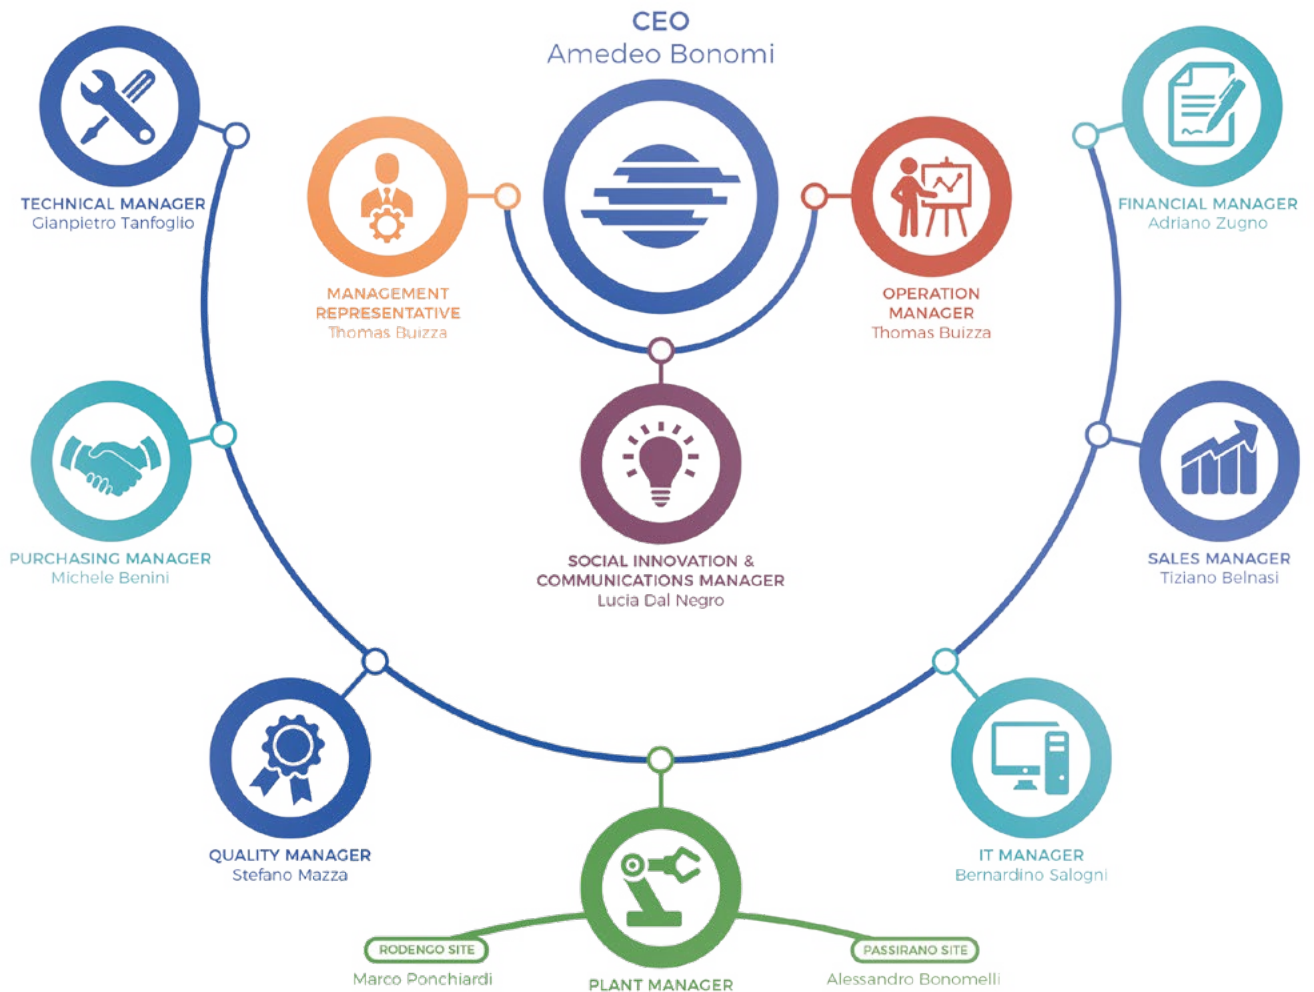 CEO
Amedeo Bonomi
TECHNICAL MANAGER
Gianpietro Tanfoglio
MANAGEMENT
REPRESENTATIVE
Thomas Buizza
OPERATION
MANAGER
Thomas Buizza
FINANCIAL MANAGER
Adriano Zugno
PURCHASING MANAGER
Michele Benini
SOCIAL INNOVATION &
COMMUNICATIONS MANAGER
Lucia Dal Negro
SALES MANAGER
Tiziano Belnasi
QUALITY MANAGER
Stefano Mazza
IT MANAGER
Bernardino Salogni
RODENGO SITE
Marco Ponchiardi
PLANT MANAGER
PASSIRANO SITE
Alessandro Bonomelli